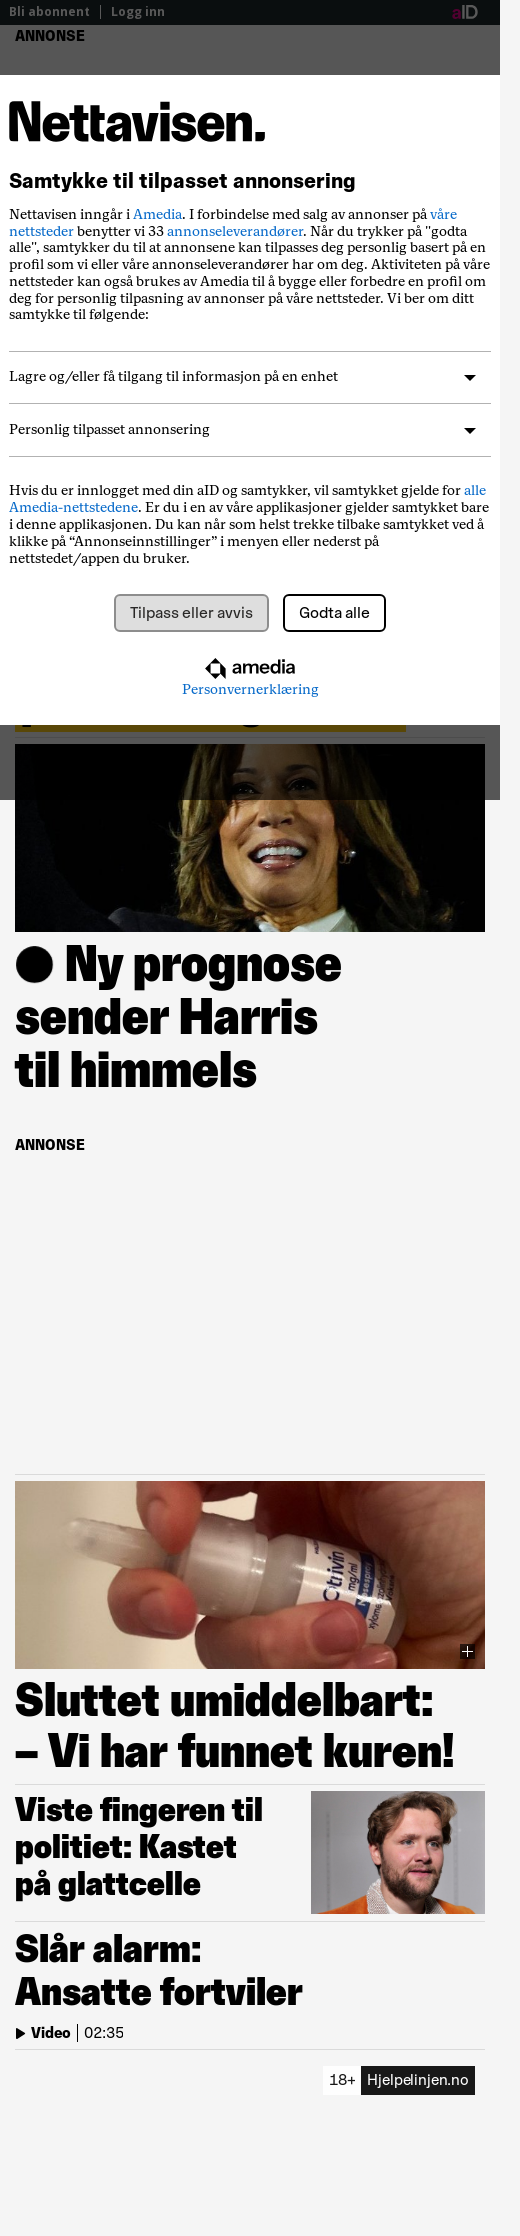 Bli abonnent | Logg inn aID
ANNONSE
Nettavisen.
Samtykke til tilpasset annonsering
Nettavisen inngår i Amedia. I forbindelse med salg av annonser på våre
nettsteder benytter vi 33 annonseleverandører. Når du trykker på "godta
alle", samtykker du til at annonsene kan tilpasses deg personlig basert på en
profil som vi eller våre annonseleverandører har om deg. Aktiviteten på våre
nettsteder kan også brukes av Amedia til å bygge eller forbedre en profil om
deg for personlig tilpasning av annonser på våre nettsteder. Vi ber om ditt
samtykke til følgende:
Lagre og/eller få tilgang til informasjon på en enhet
Personlig tilpasset annonsering
Hvis du er innlogget med din aID og samtykker, vil samtykket gjelde for alle
Amedia-nettstedene. Er du i en av våre applikasjoner gjelder samtykket bare
i denne applikasjonen. Du kan når som helst trekke tilbake samtykket ved å
klikke på “Annonseinnstillinger” i menyen eller nederst på
nettstedet/appen du bruker.
Tilpass eller avvis Godta alle
amedia
Personvernerklæring
Ny prognose
sender Harris
til himmels
ANNONSE
Otrivin
mg/ml
Nesespray
Sluttet umiddelbart:
– Vi har funnet kuren!
Viste fingeren til
politiet: Kastet
på glattcelle
Slår alarm:
Ansatte fortviler
Video | 02:35
18+ Hjelpelinjen.no